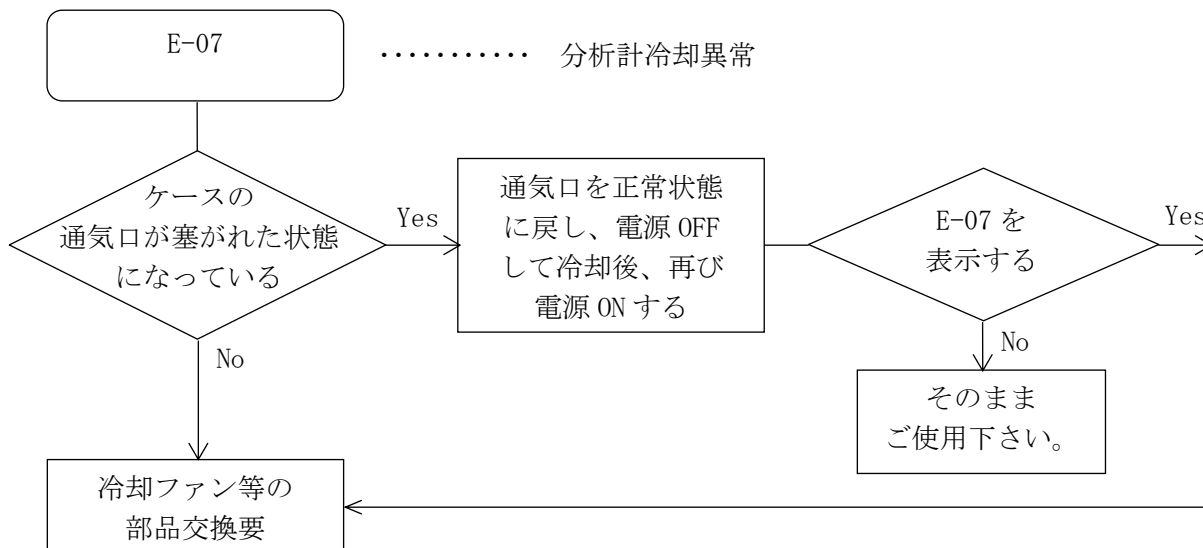 E-07
・・・・・・・・・・・ 分析計冷却異常
ケースの
通気口が塞がれた状態
になっている
Yes
通気口を正常状態
に戻し、電源 OFF
して冷却後、再び
電源 ON する
E-07 を
表示する
Yes
No
No
そのまま
ご使用下さい。
冷却ファン等の
部品交換要